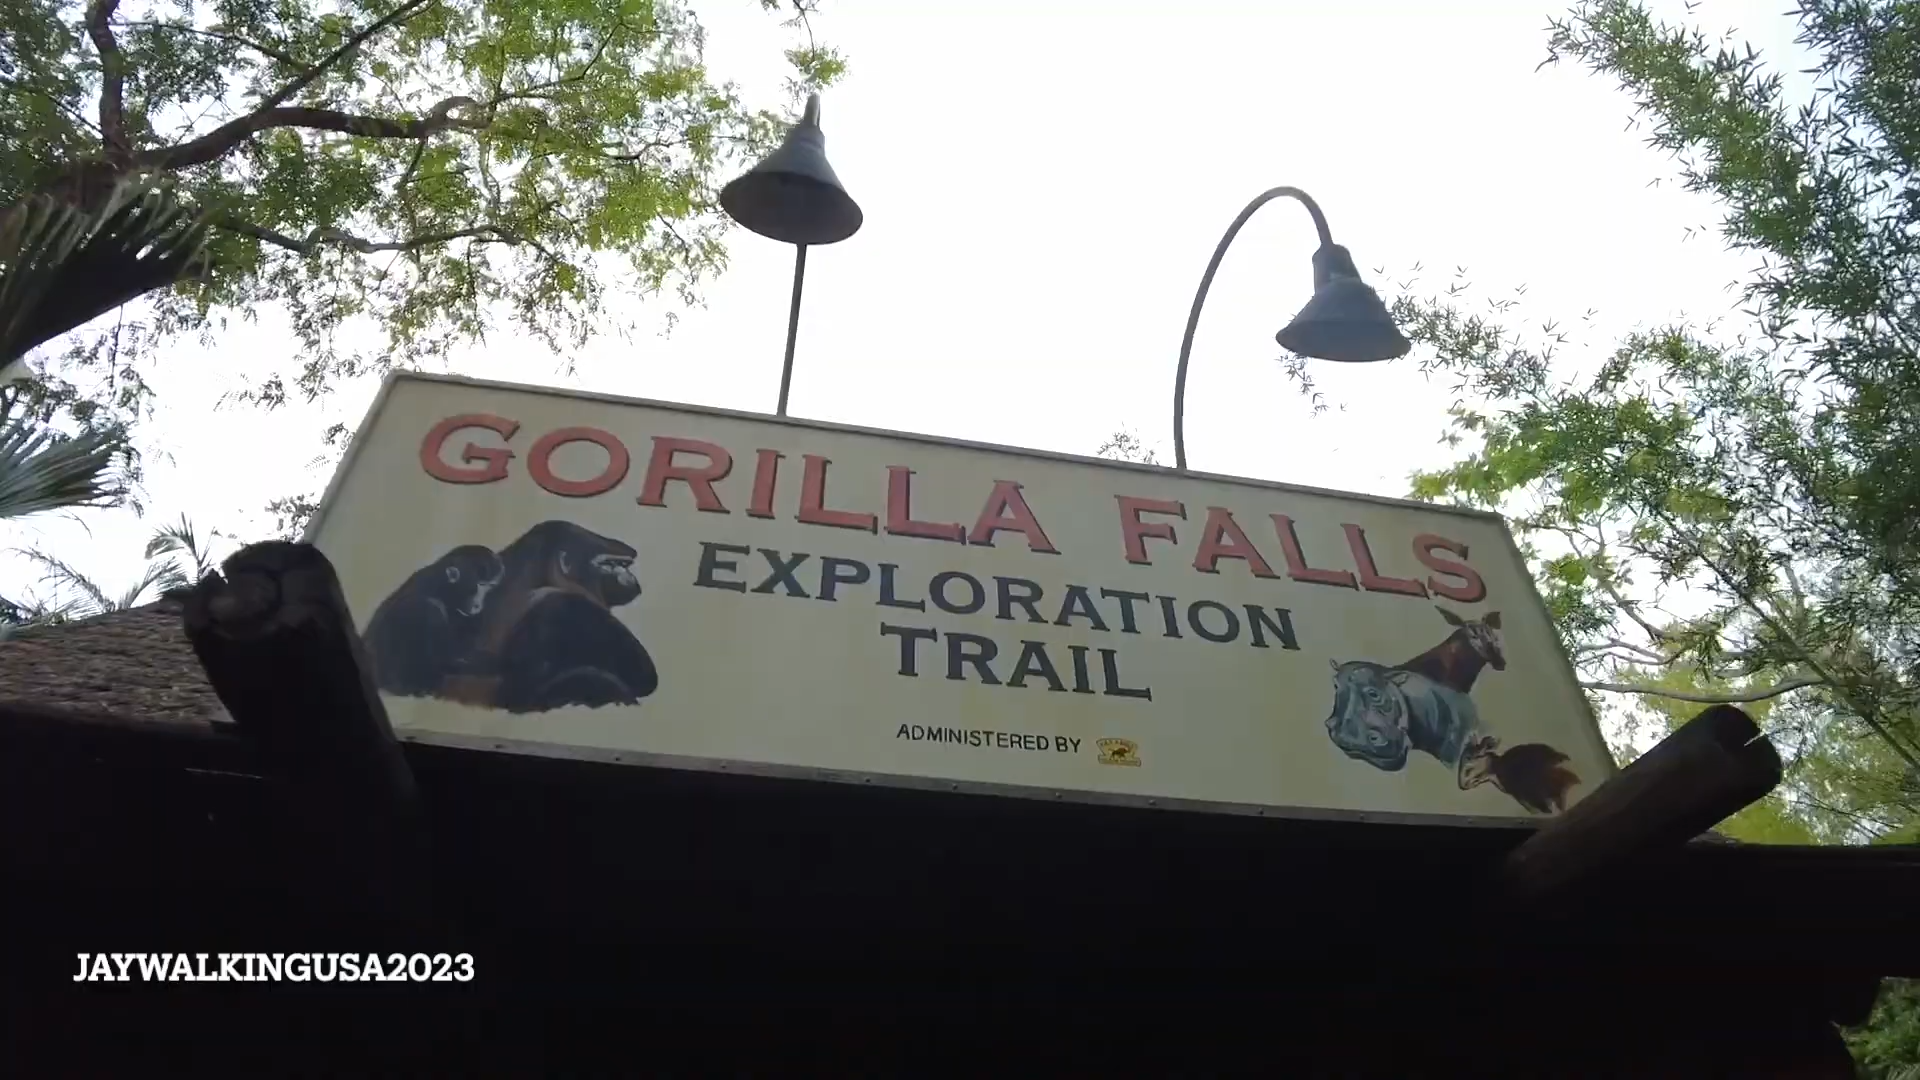 GORILLA FALLS
EXPLORATION
TRAIL
ADMINISTERED BY
JAYWALKINGUSA2023